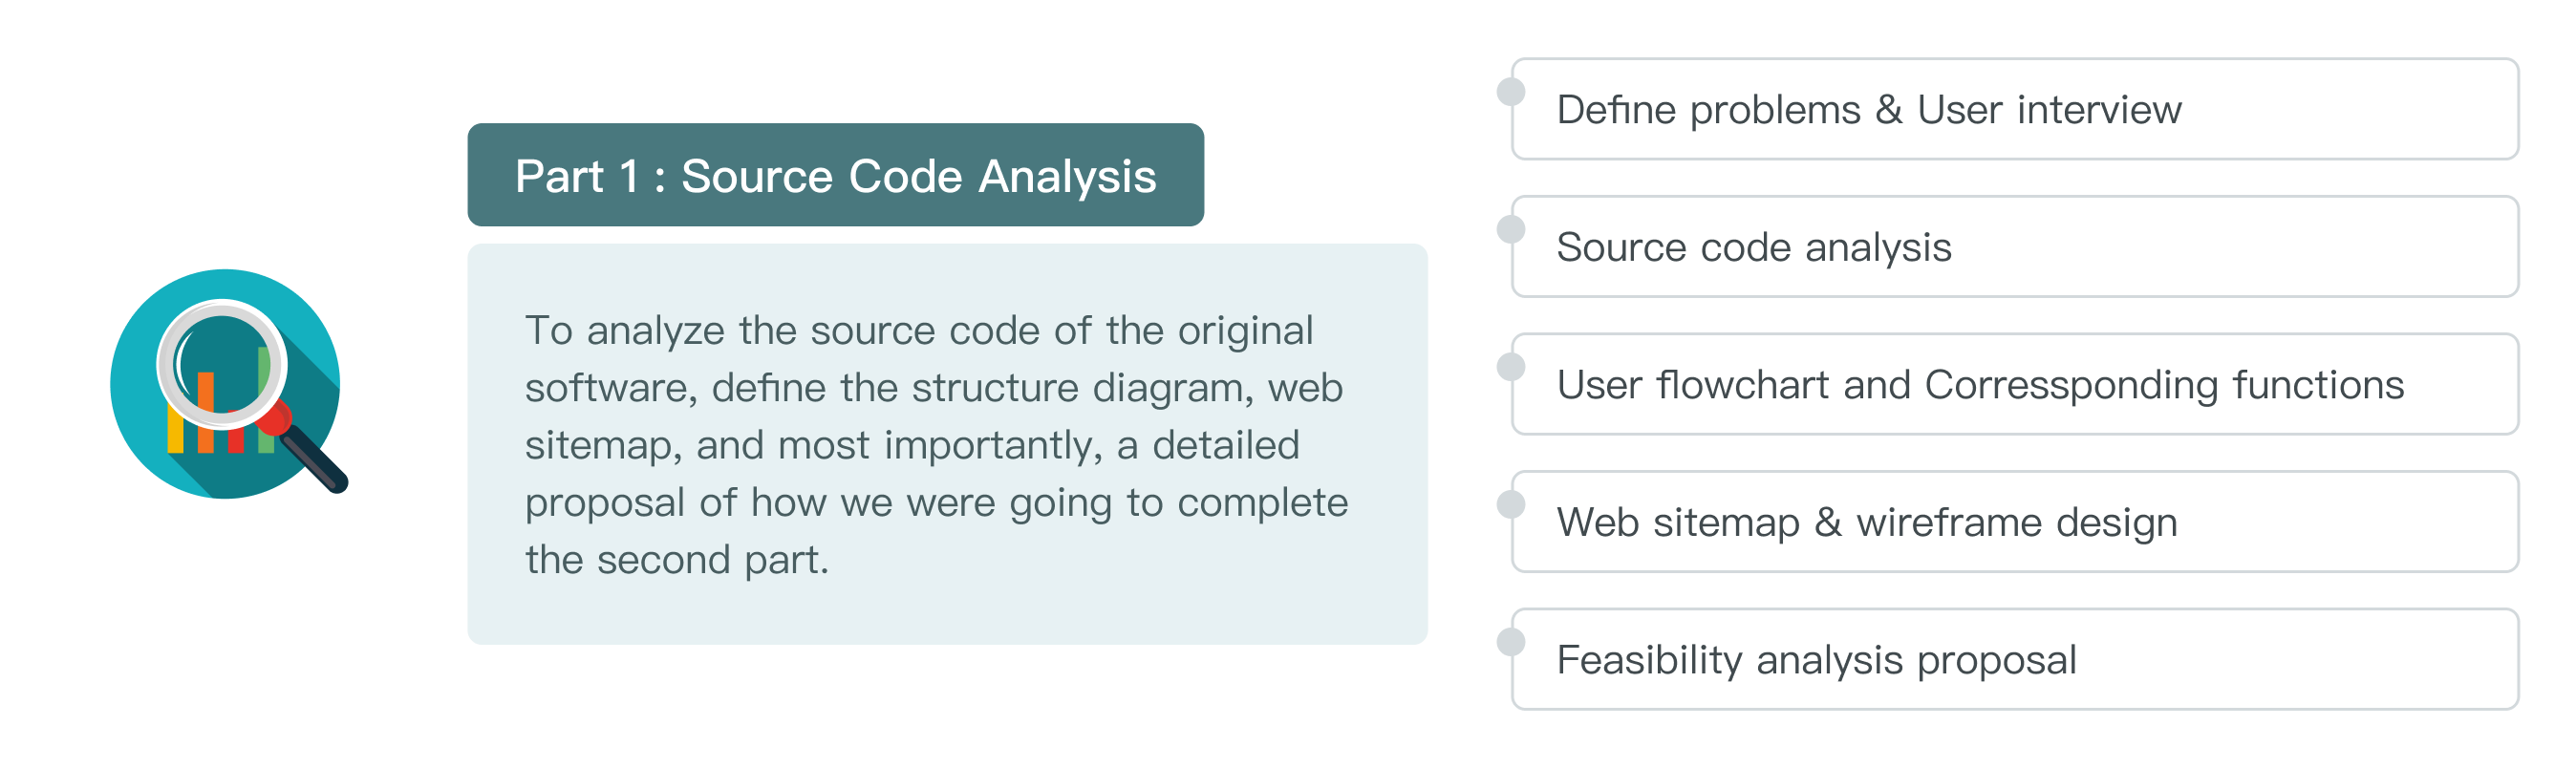 Part 1 : Source Code Analysis
To analyze the source code of the original
software, define the structure diagram, web
sitemap, and most importantly, a detailed
proposal of how we were going to complete
the second part.
Define problems & User interview
Source code analysis
User flowchart and Corressponding functions
Web sitemap & wireframe design
Feasibility analysis proposal